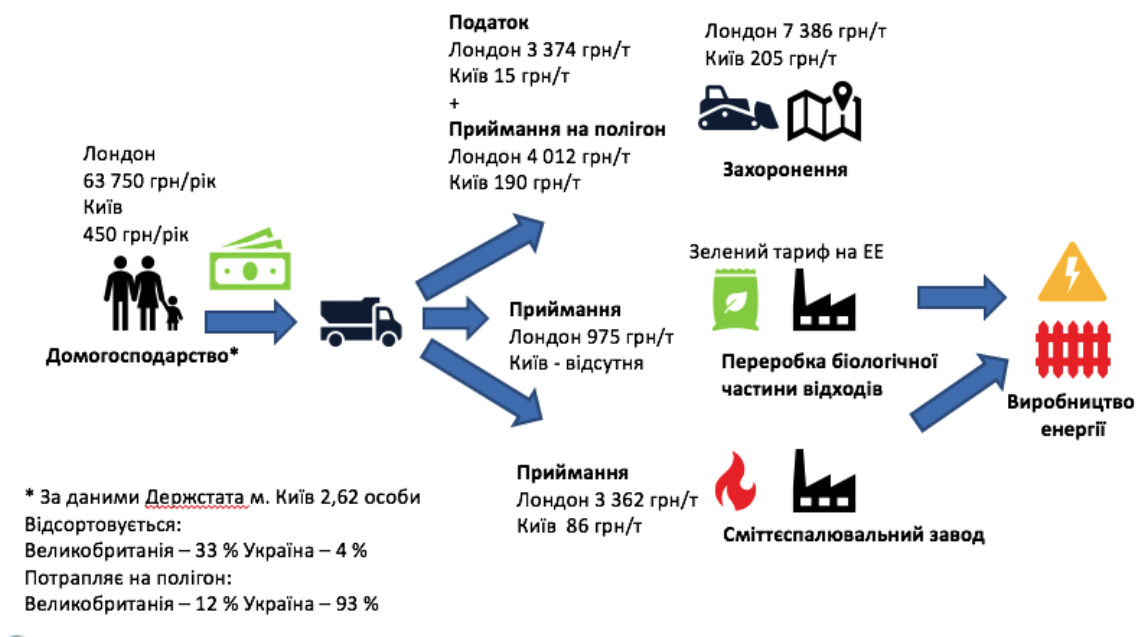 Податок
Лондон 3 374 грн/т
Київ 15 грн/т
+
Приймання на полігон
Лондон 4 012 грн/т
Київ 190 грн/т
Лондон 7 386 грн/т
Київ 205 грн/т
Захоронення
Лондон
63 750 грн/рік
Київ
450 грн/рік
Домогосподарство*
Приймання
Лондон 975 грн/т
Київ - відсутня
Зелений тариф на ЕЕ
Переробка біологічної
частини відходів
Виробництво
енергії
Приймання
Лондон 3 362 грн/т
Київ 86 грн/т
Сміттєспалювальний завод
* За даними Держстата м. Київ 2,62 особи
Відсортовується:
Великобританія – 33 % Україна – 4 %
Потрапляє на полігон:
Великобританія – 12 % Україна – 93 %